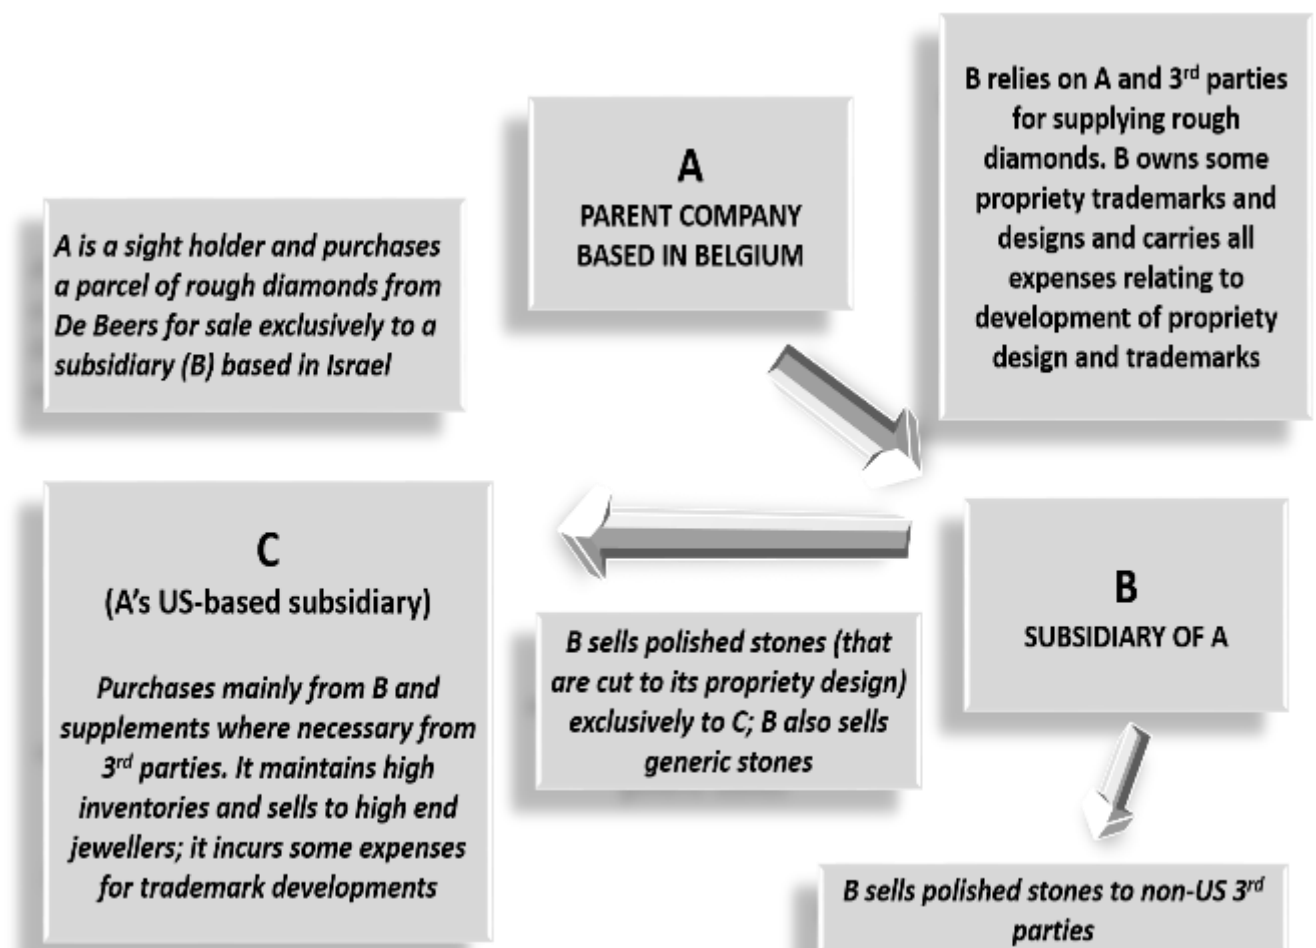 A
PARENT COMPANY
BASED IN BELGIUM
B relies on A and 3rd parties
for supplying rough
diamonds. B owns some
propriety trademarks and
designs and carries all
expenses relating to
development of propriety
design and trademarks
A is a sight holder and purchases
a parcel of rough diamonds from
De Beers for sale exclusively to a
subsidiary (B) based in Israel
C
(A’s US-based subsidiary)
Purchases mainly from B and
supplements where necessary from
3rd parties. It maintains high
inventories and sells to high end
jewellers; it incurs some expenses
for trademark developments
B sells polished stones (that
are cut to its propriety design)
exclusively to C; B also sells
generic stones
B
SUBSIDIARY OF A
B sells polished stones to non-US 3rd
parties